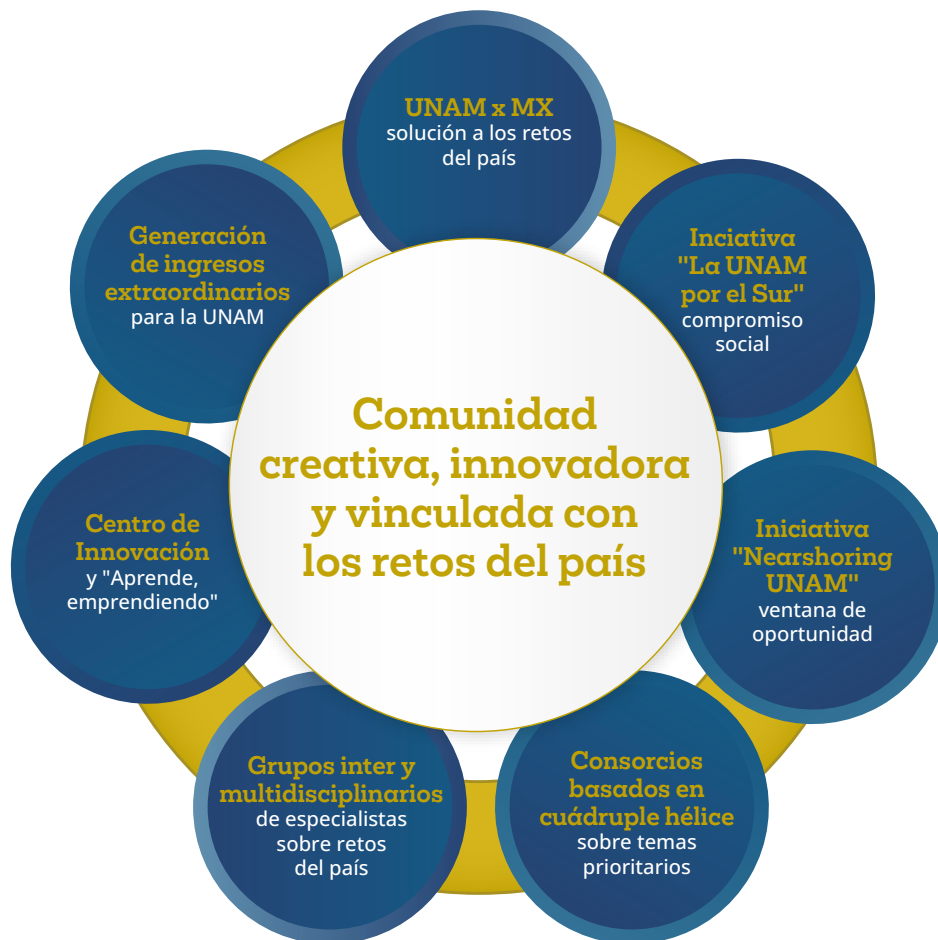 UNAM x MX
solución a los retos
del país
Inciativa
"La UNAM
por el Sur"
compromiso
social
Iniciativa
"Nearshoring
UNAM"
ventana de
oportunidad
Consorcios
basados en
cuádruple hélice
sobre temas
prioritarios
Grupos inter y
multidisciplinarios
de especialistas
sobre retos
del país
Centro de
Innovación
y "Aprende,
emprendiendo"
Generación
de ingresos
extraordinarios
para la UNAM
Comunidad
creativa, innovadora
y vinculada con
los retos del país